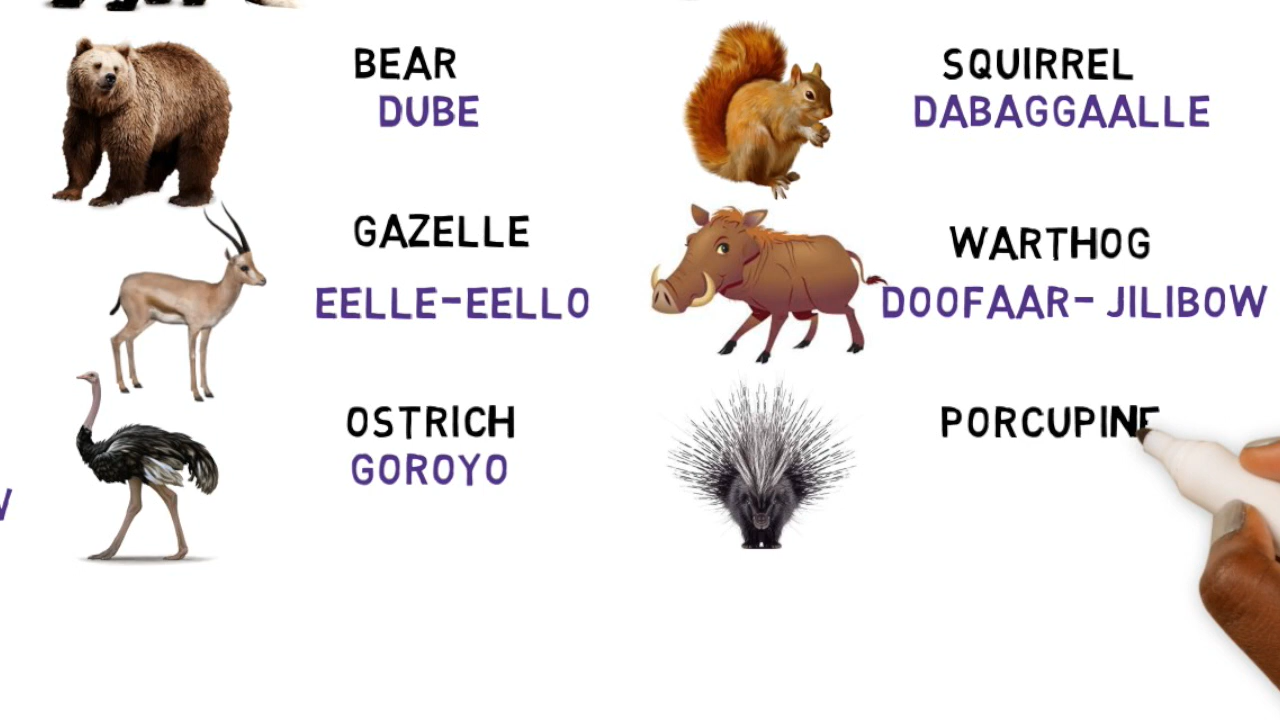 BEAR
DUBE
SQUIRREL
DABAGGAALLE
GAZELLE
EELLE-EELLO
WARTHOG
DOOFAAR- JILIBOW
OSTRICH
GOROYO
PORCUPINE